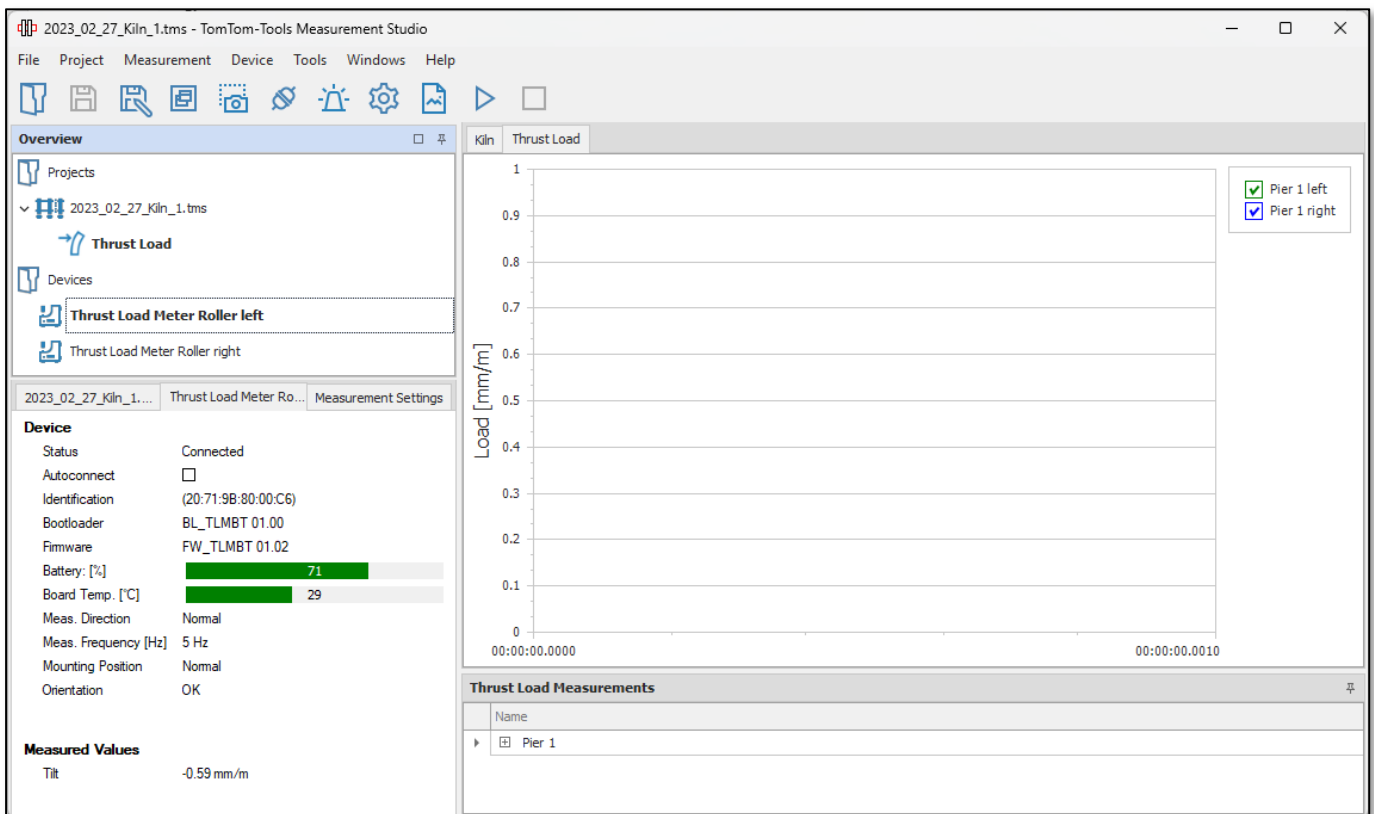 2023_02_27_Kiln_1.tms - TomTom-Tools Measurement Studio
File Project Measurement Device Tools Windows Help
Overview
Projects
2023_02_27_Kiln_1.tms
Thrust Load
Devices
Thrust Load Meter Roller left
Thrust Load Meter Roller right
2023_02_27_Kiln_1.... Thrust Load Meter Ro... Measurement Settings
Device
Status Connected
Autoconnect
Identification (20:71:9B:80:00:C6)
Bootloader BL_TLMBT 01.00
Firmware FW_TLMBT 01.02
Battery: [%] 71
Board Temp. [°C] 29
Meas. Direction Normal
Meas. Frequency [Hz] 5 Hz
Mounting Position Normal
Orientation OK
Measured Values
Tilt -0.59 mm/m
Kiln Thrust Load
1
0.9
0.8
0.7
0.6
0.5
0.4
0.3
0.2
0.1
0
Load [mm/m]
00:00:00.0000 00:00:00.0010
Pier 1 left
Pier 1 right
Thrust Load Measurements
Name
Pier 1